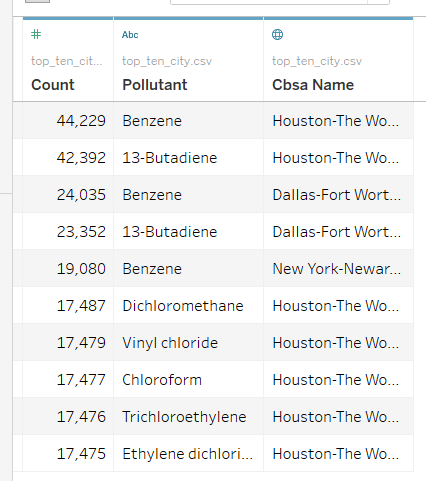 # Abc
top_ten_cit... top_ten_city.csv top_ten_city.csv
Count Pollutant Cbsa Name
44,229 Benzene Houston-The Wo...
42,392 13-Butadiene Houston-The Wo...
24,035 Benzene Dallas-Fort Wort...
23,352 13-Butadiene Dallas-Fort Wort...
19,080 Benzene New York-Newar...
17,487 Dichloromethane Houston-The Wo...
17,479 Vinyl chloride Houston-The Wo...
17,477 Chloroform Houston-The Wo...
17,476 Trichloroethylene Houston-The Wo...
17,475 Ethylene dichlori... Houston-The Wo...